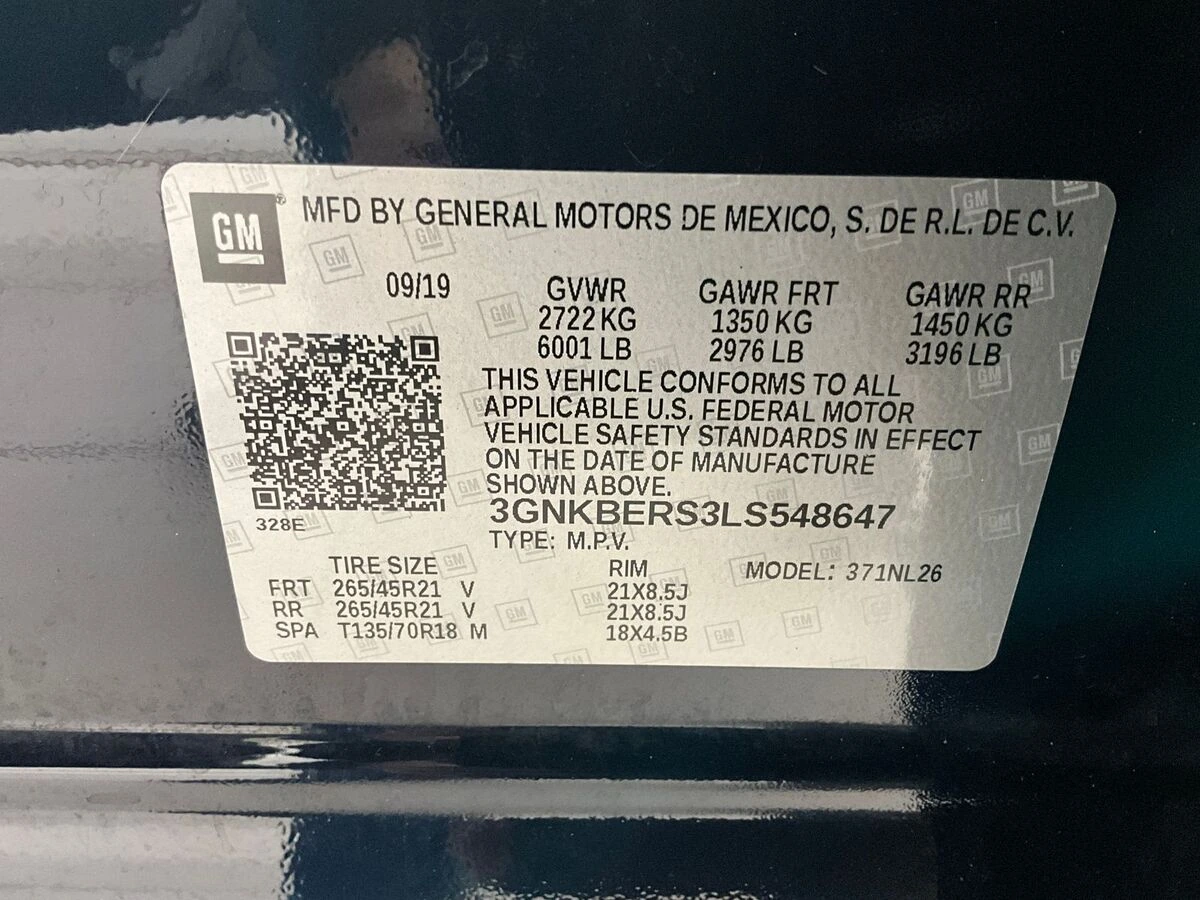 GM® MFD BY GENERAL MOTORS DE MEXICO, S. DE R.L. DE C.V.
09/19 GVWR GAWR FRT GAWR RR
2722 KG 1350 KG 1450 KG
6001 LB 2976 LB 3196 LB
THIS VEHICLE CONFORMS TO ALL
APPLICABLE U.S. FEDERAL MOTOR
VEHICLE SAFETY STANDARDS IN EFFECT
ON THE DATE OF MANUFACTURE
SHOWN ABOVE.
3GNKBERS3LS548647
328E
TYPE: M.P.V.
TIRE SIZE RIM MODEL: 371NL26
FRT 265/45R21 V 21X8.5J
RR 265/45R21 V 21X8.5J
SPA T135/70R18 M 18X4.5B